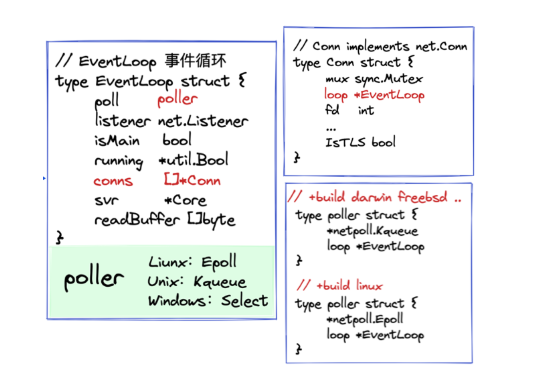 // EventLoop 事件循环
type EventLoop struct {
poll poller
listener net.Listener
isMain bool
running *util.Bool
conns []*Conn
svr *Core
readBuffer []byte
}
poller
Liunx: Epoll
Unix: Kqueue
Windows: Select
// Conn implements net.Conn
type Conn struct {
mux sync.Mutex
loop *EventLoop
fd int
...
IsTLS bool
}
// +build darwin freebsd ..
type poller struct {
*netpoll.Kqueue
loop *EventLoop
}
// +build linux
type poller struct {
*netpoll.Epoll
loop *EventLoop
}